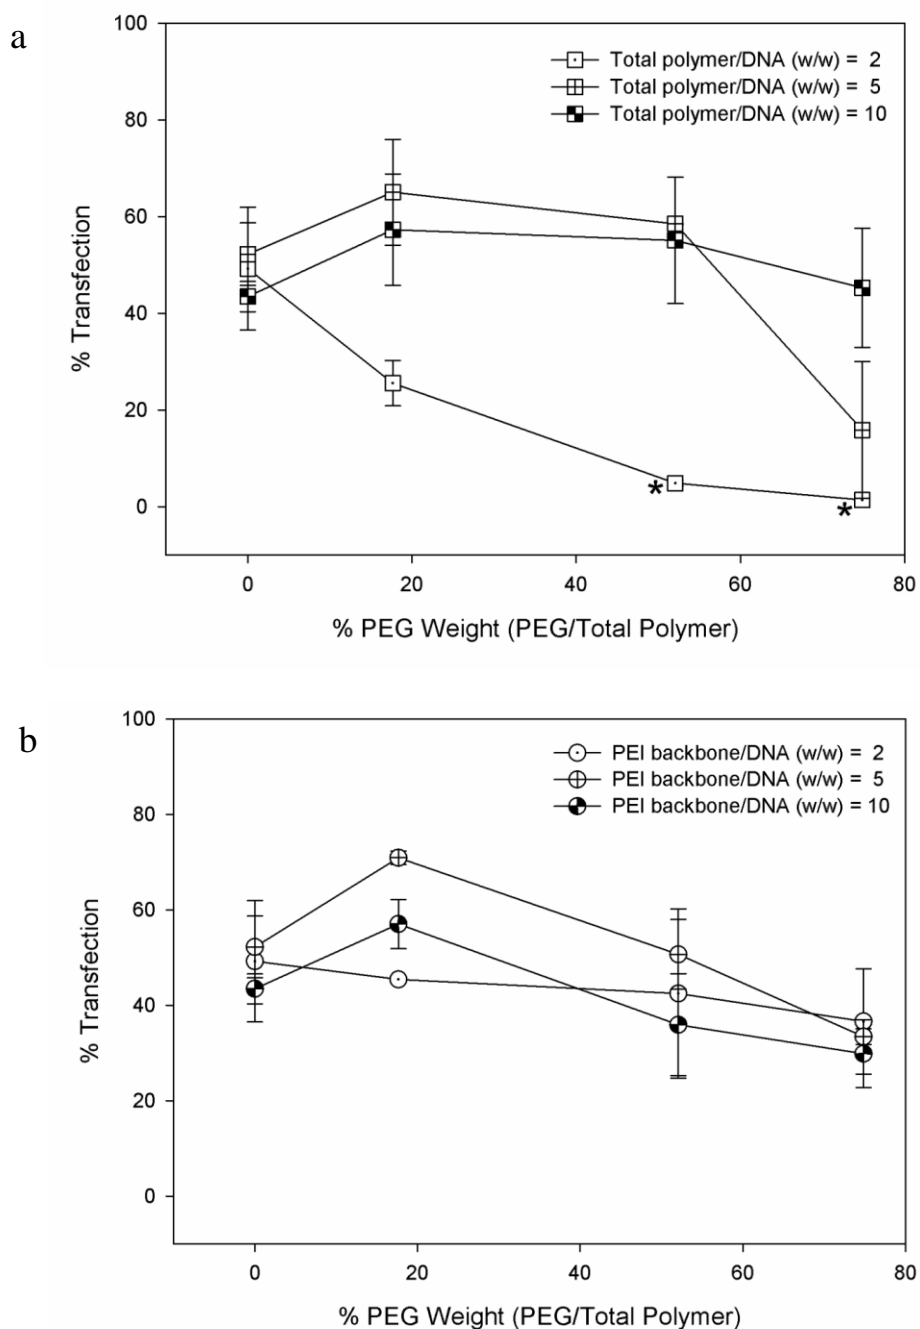 a
100
80
60
40
20
0
% Transfection
Total polymer/DNA (w/w) = 2
Total polymer/DNA (w/w) = 5
Total polymer/DNA (w/w) = 10
*
*
0 20 40 60 80
% PEG Weight (PEG/Total Polymer)
b
100
80
60
40
20
0
% Transfection
PEI backbone/DNA (w/w) = 2
PEI backbone/DNA (w/w) = 5
PEI backbone/DNA (w/w) = 10
0 20 40 60 80
% PEG Weight (PEG/Total Polymer)